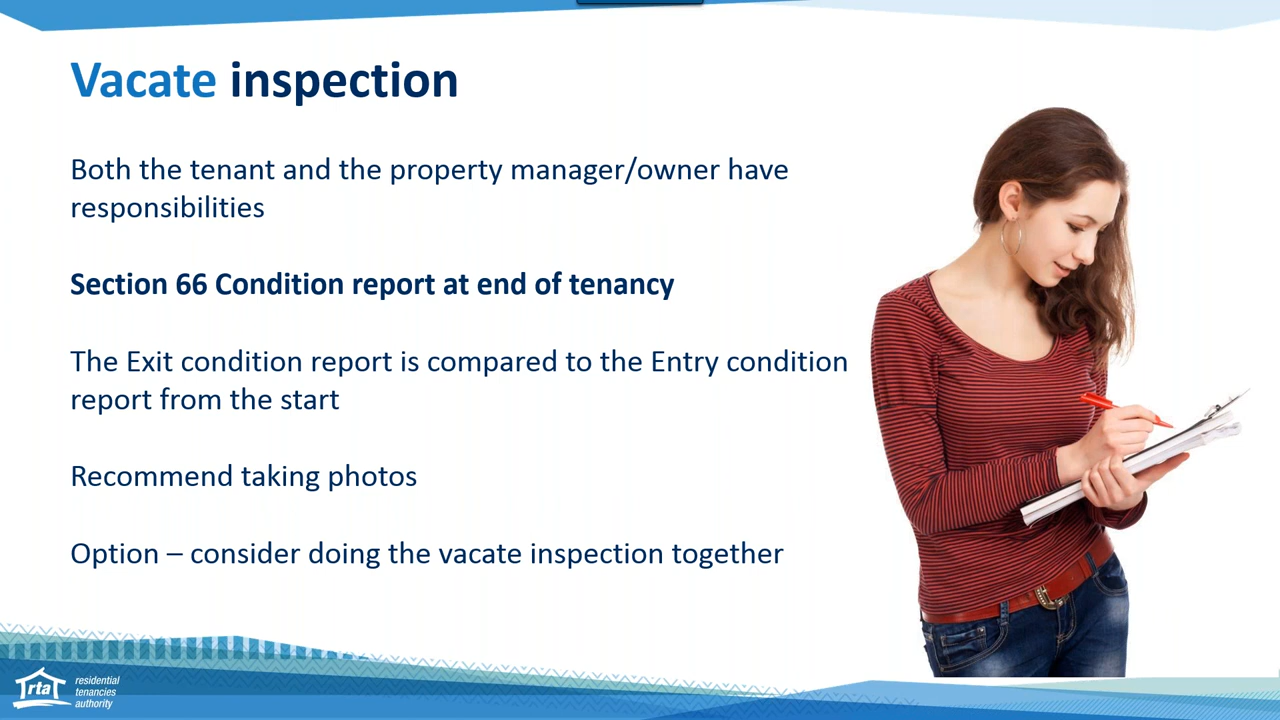 Vacate inspection
Both the tenant and the property manager/owner have
responsibilities
Section 66 Condition report at end of tenancy
The Exit condition report is compared to the Entry condition
report from the start
Recommend taking photos
Option – consider doing the vacate inspection together
rta
residential
tenancies
authority